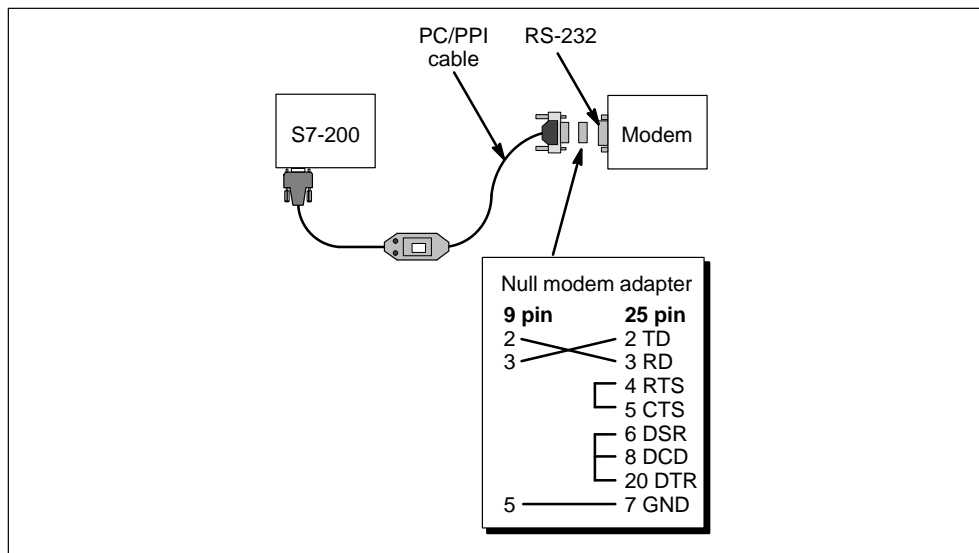 PC/PPI
cable
RS-232
S7-200
Modem
Null modem adapter
9 pin 25 pin
2 2 TD
3 3 RD
4 RTS
5 CTS
6 DSR
8 DCD
20 DTR
5 7 GND